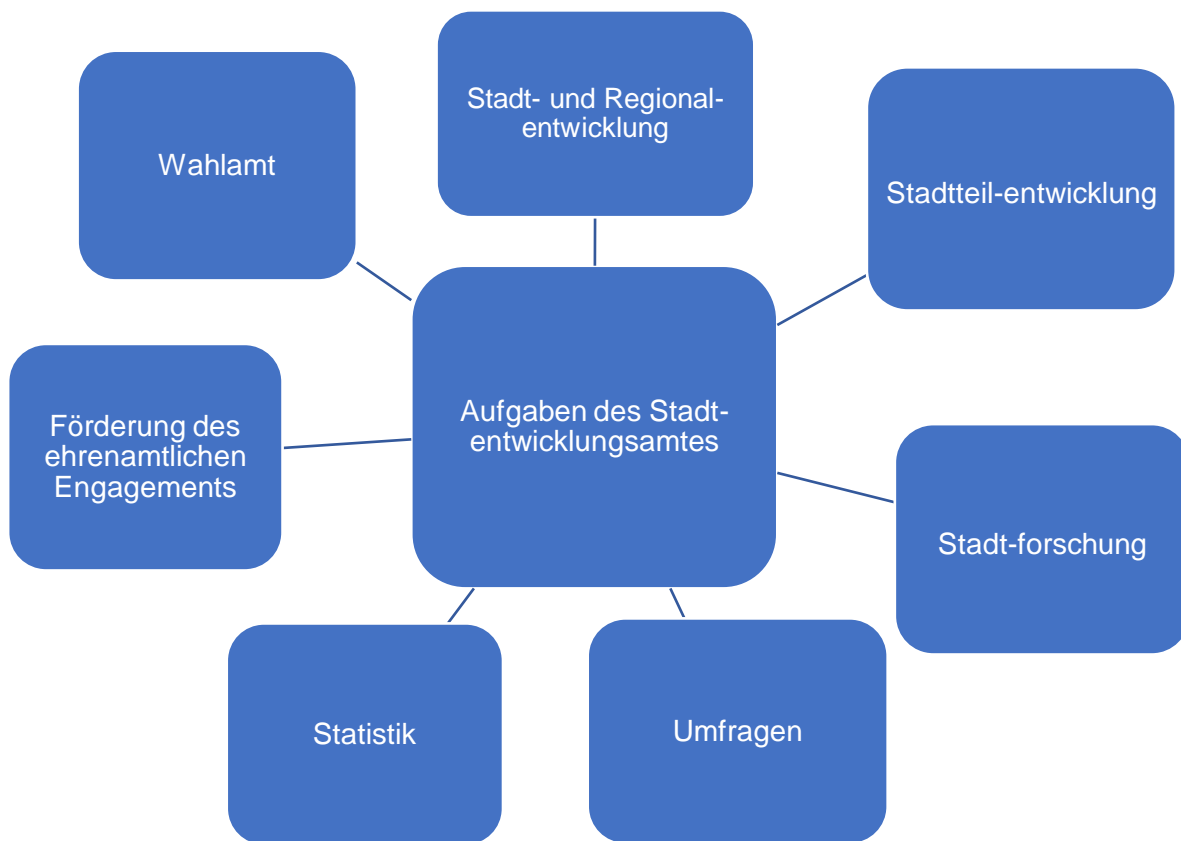 Stadt- und Regional-
entwicklung
Wahlamt
Stadtteil-entwicklung
Aufgaben des Stadt-
entwicklungsamtes
Förderung des
ehrenamtlichen
Engagements
Stadt-forschung
Statistik
Umfragen